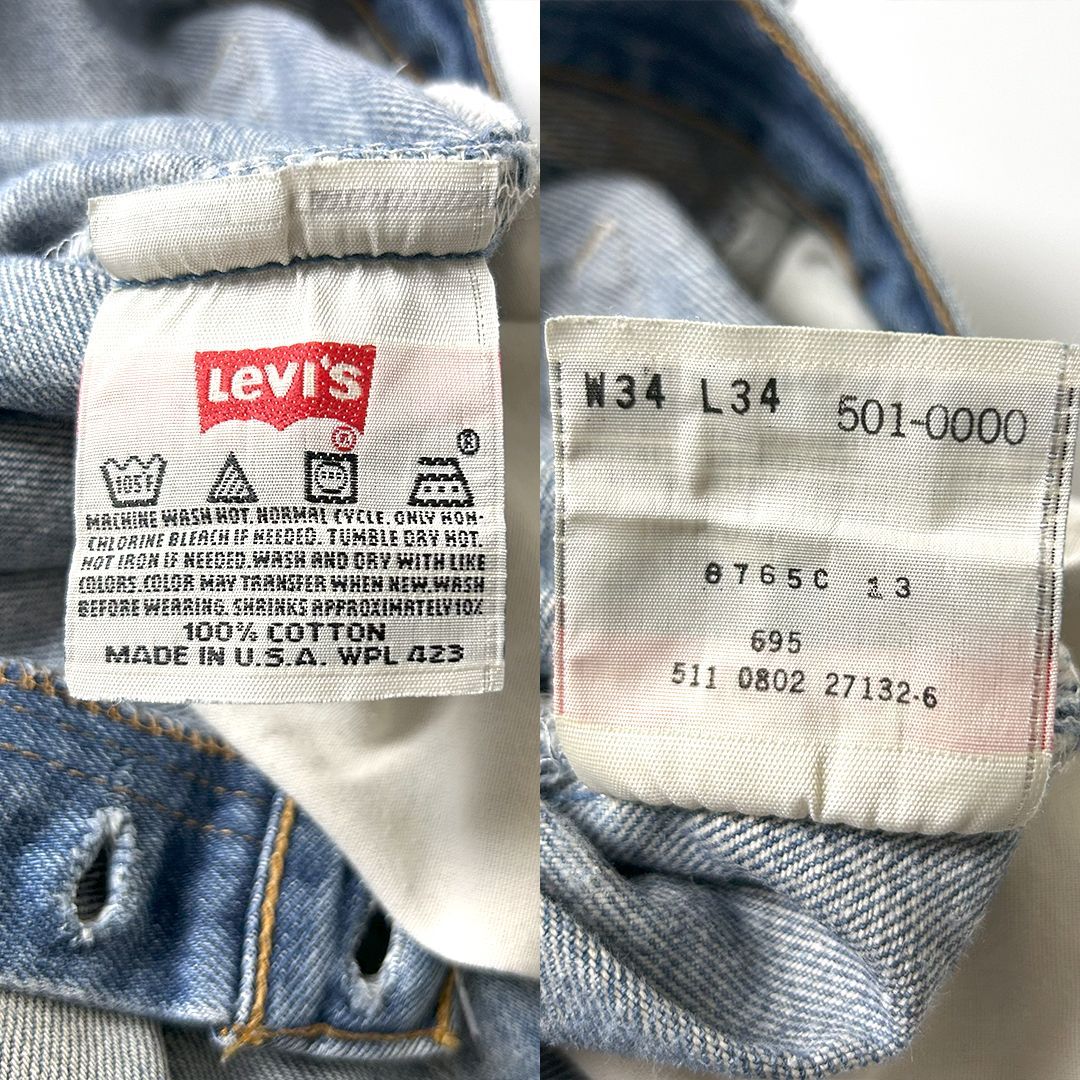 Levi's
®
®
105F
MACHINE WASH HOT. NORMAL CYCLE. ONLY NON-
CHLORINE BLEACH IF NEEDED. TUMBLE DRY HOT.
HOT IRON IF NEEDED. WASH AND DRY WITH LIKE
COLORS. COLOR MAY TRANSFER WHEN NEW. WASH
BEFORE WEARING. SHRINKS APPROXIMATELY 10%
100% COTTON
MADE IN U.S.A. WPL 423
W34 L34 501-0000
8765C 13
695
511 0802 27132-6